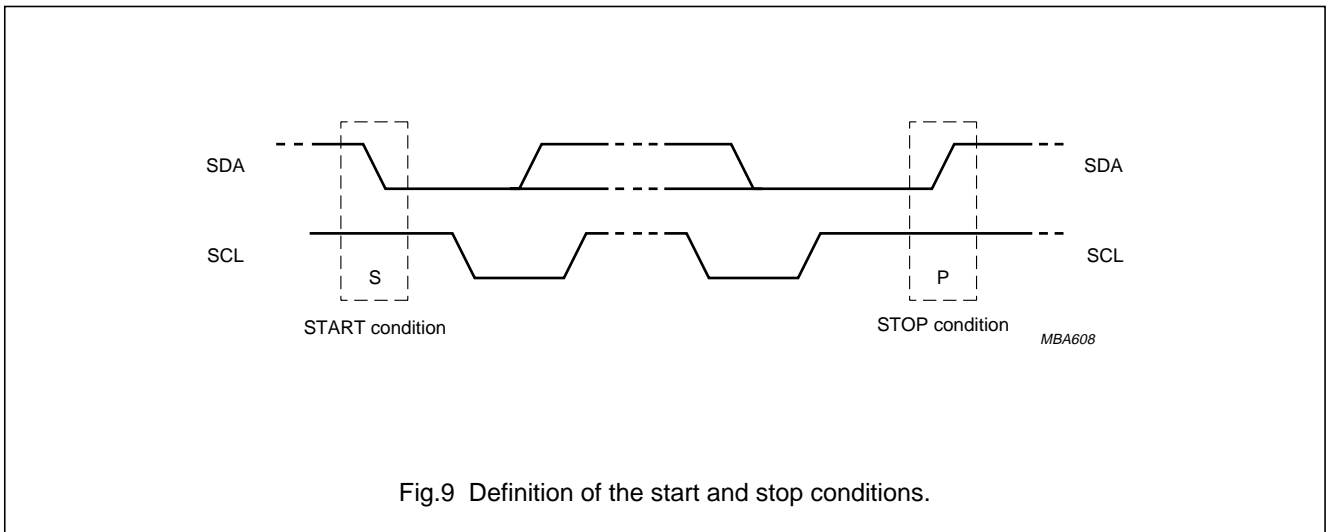 SDA
SDA
SCL
SCL
S
P
START condition
STOP condition
MBA608
Fig.9 Definition of the start and stop conditions.